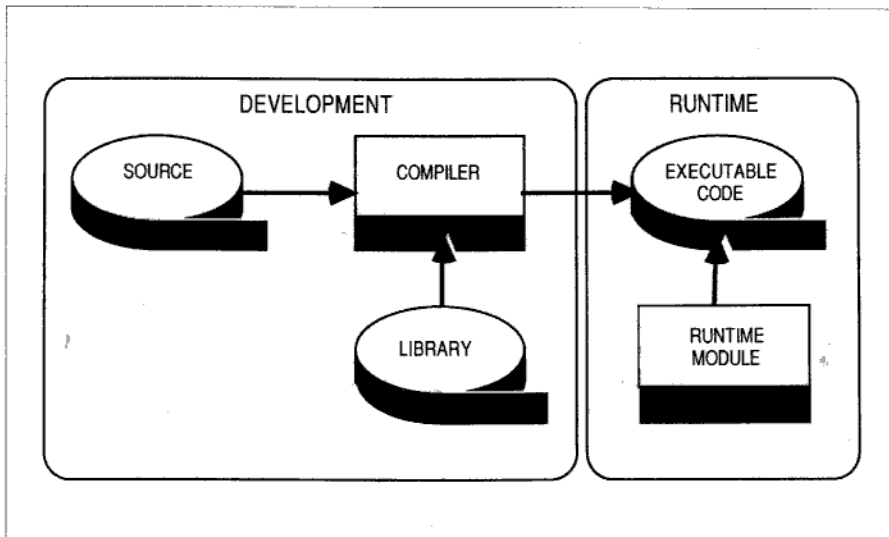 DEVELOPMENT
RUNTIME
SOURCE
COMPILER
EXECUTABLE
CODE
LIBRARY
RUNTIME
MODULE